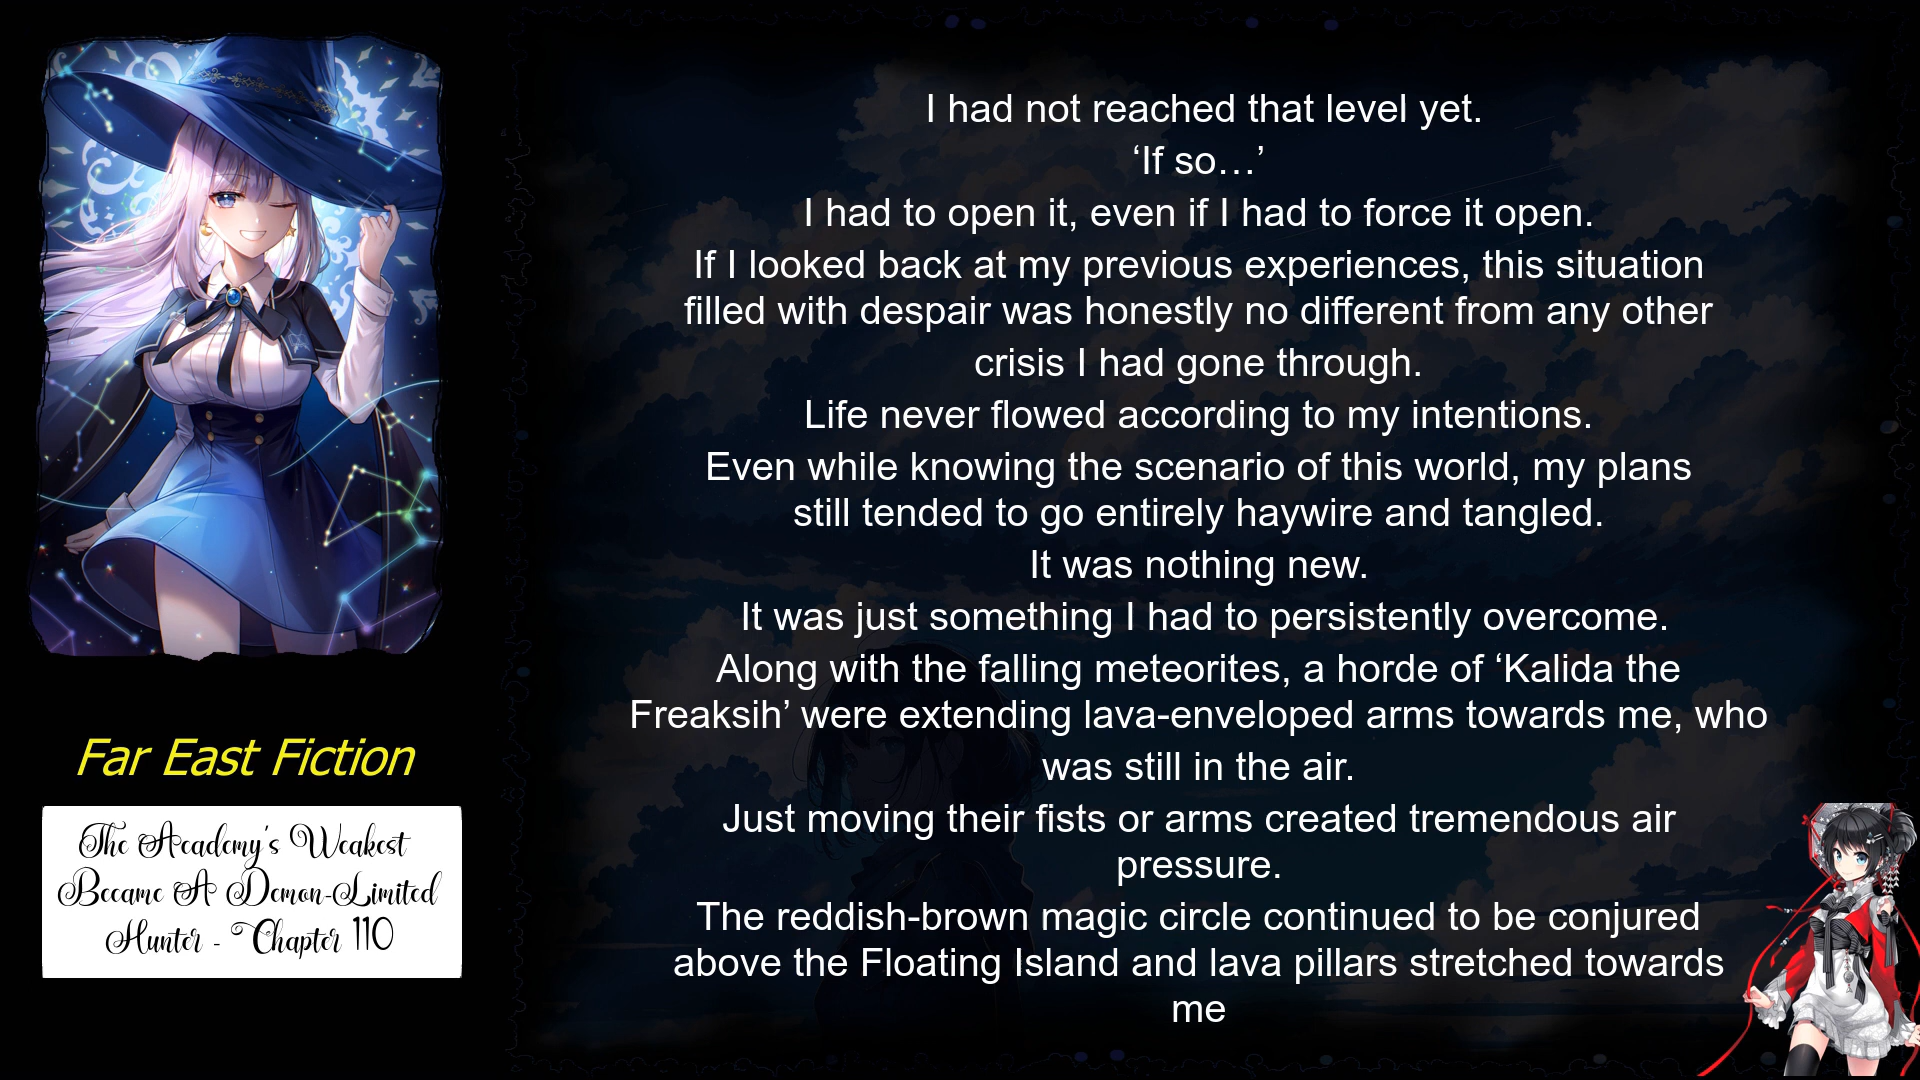 I had not reached that level yet.
‘If so…’
I had to open it, even if I had to force it open.
If I looked back at my previous experiences, this situation
filled with despair was honestly no different from any other
crisis I had gone through.
Life never flowed according to my intentions.
Even while knowing the scenario of this world, my plans
still tended to go entirely haywire and tangled.
It was nothing new.
It was just something I had to persistently overcome.
Along with the falling meteorites, a horde of ‘Kalida the
Freaksih’ were extending lava-enveloped arms towards me, who
was still in the air.
Just moving their fists or arms created tremendous air
pressure.
The reddish-brown magic circle continued to be conjured
above the Floating Island and lava pillars stretched towards
me
Far East Fiction
The Academy's Weakest
Became A Demon-Limited
Hunter - Chapter 110